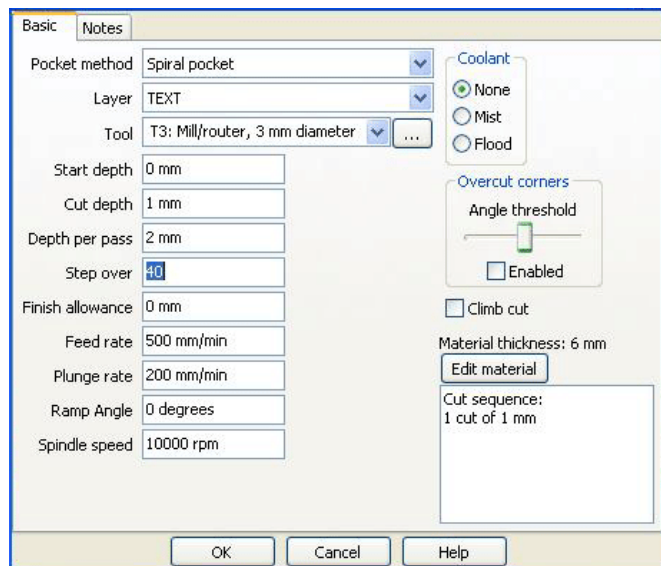 Basic
Notes
Pocket method Spiral pocket
Layer TEXT
Tool T3: Mill/router, 3 mm diameter ...
Start depth 0 mm
Cut depth 1 mm
Depth per pass 2 mm
Step over 40
Finish allowance 0 mm
Feed rate 500 mm/min
Plunge rate 200 mm/min
Ramp Angle 0 degrees
Spindle speed 10000 rpm
Coolant
None
Mist
Flood
Overcut corners
Angle threshold
Enabled
Climb cut
Material thickness: 6 mm
Edit material
Cut sequence:
1 cut of 1 mm
OK
Cancel
Help